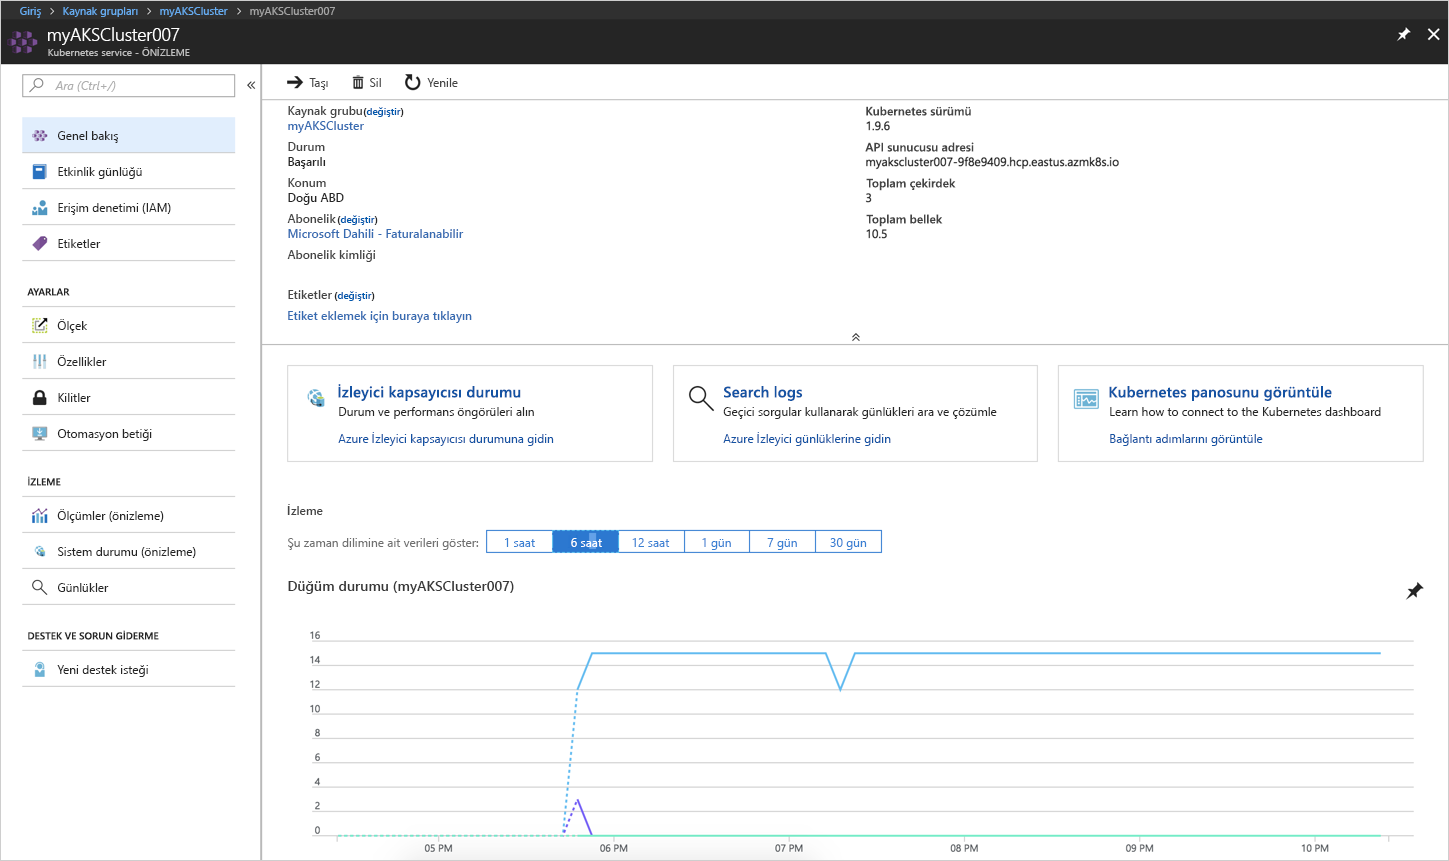 Giriş > Kaynak grupları > myAKSCluster > myAKSCluster007
myAKSCluster007
Kubernetes service - ÖNİZLEME
Ara (Ctrl+/)
«
Genel bakış
Etkinlik günlüğü
Erişim denetimi (IAM)
Etiketler
AYARLAR
Ölçek
Özellikler
Kilitler
Otomasyon betiği
İZLEME
Ölçümler (önizleme)
Sistem durumu (önizleme)
Günlükler
DESTEK VE SORUN GİDERME
Yeni destek isteği
Taşı Sil Yenile
Kaynak grubu(değiştir)
myAKSCluster
Durum
Başarılı
Konum
Doğu ABD
Abonelik(değiştir)
Microsoft Dahili - Faturalanabilir
Abonelik kimliği
Etiketler (değiştir)
Etiket eklemek için buraya tıklayın
Kubernetes sürümü
1.9.6
API sunucusu adresi
myakscluster007-9f8e9409.hcp.eastus.azmk8s.io
Toplam çekirdek
3
Toplam bellek
10.5
İzleyici kapsayıcısı durumu
Durum ve performans öngörüleri alın
Azure İzleyici kapsayıcısı durumuna gidin
Search logs
Geçici sorgular kullanarak günlükleri ara ve çözümle
Azure İzleyici günlüklerine gidin
Kubernetes panosunu görüntüle
Learn how to connect to the Kubernetes dashboard
Bağlantı adımlarını görüntüle
İzleme
Şu zaman dilimine ait verileri göster: 1 saat 6 saat 12 saat 1 gün 7 gün 30 gün
Düğüm durumu (myAKSCluster007)
16
14
12
10
8
6
4
2
0
05 PM 06 PM 07 PM 08 PM 09 PM 10 PM